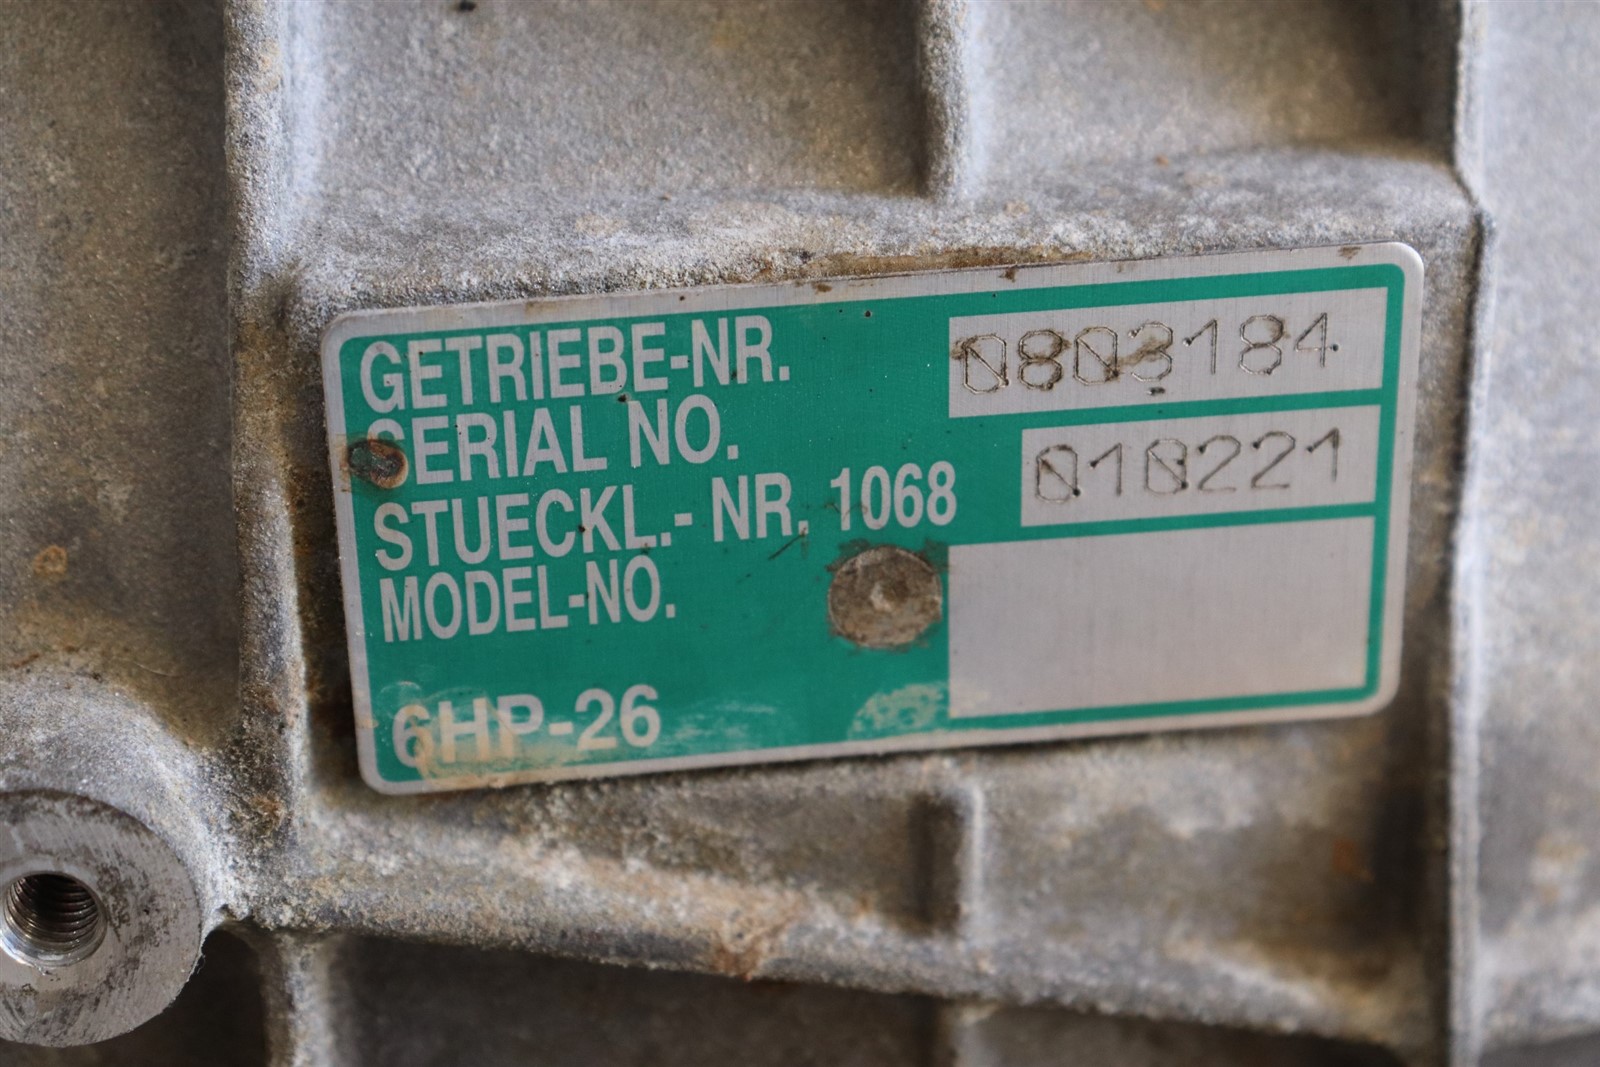 GETRIEBE-NR. 0803184
SERIAL NO.
STUECKL.- NR. 1068 010221
MODEL-NO.
6HP-26